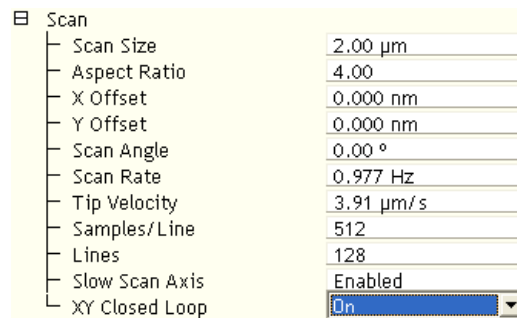 Scan
Scan Size 2.00 µm
Aspect Ratio 4.00
X Offset 0.000 nm
Y Offset 0.000 nm
Scan Angle 0.00 º
Scan Rate 0.977 Hz
Tip Velocity 3.91 µm/s
Samples/Line 512
Lines 128
Slow Scan Axis Enabled
XY Closed Loop On